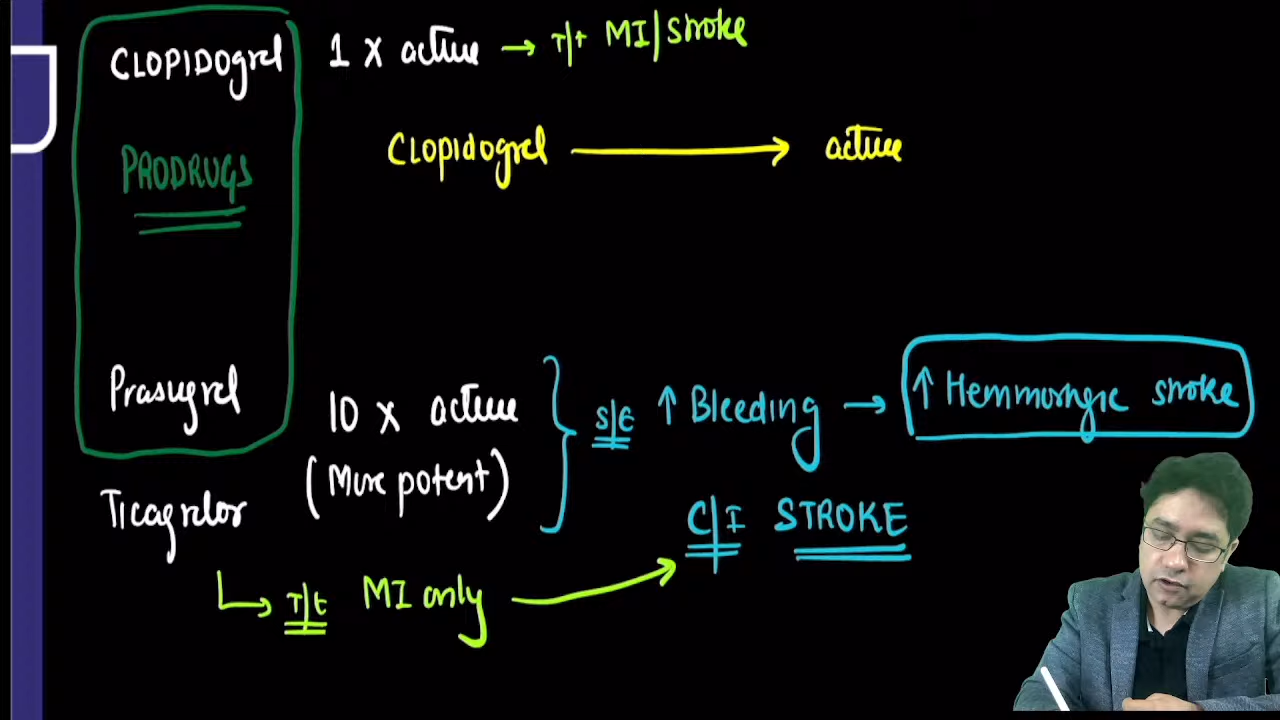 CLOPIDOgrel 1 x active → T/t MI/Stroke
Clopidogrel → active
PRODRUGS
Prasugrel 10 x active
(More potent)
S/E ↑ Bleeding → ↑ Hemmorhgic stroke
Ticagrelor
C/I STROKE
T/t MI only →